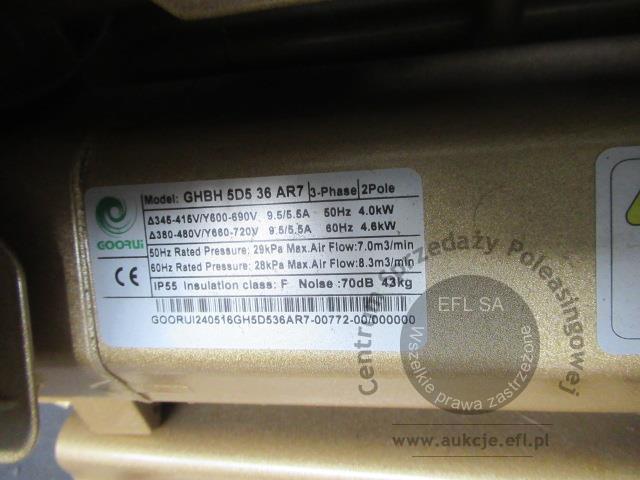 GOORUi
Model: GHBH 5D5 36 AR7 3-Phase 2Pole
Δ345-415V/Y600-690V 9.5/5.5A 50Hz 4.0kW
Δ380-480V/Y660-720V 9.5/5.5A 60Hz 4.6kW
50Hz Rated Pressure: 29kPa Max.Air Flow:7.0m3/min
60Hz Rated Pressure: 28kPa Max.Air Flow:8.3m3/min
CE IP55 Insulation class: F Noise :70dB 43kg
GOORUI240516GH5D536AR7-00772-00/000000
Centrum Sprzedaży Poleasingowej
EFL SA
Wszelkie prawa zastrzeżone
www.aukcje.efl.pl